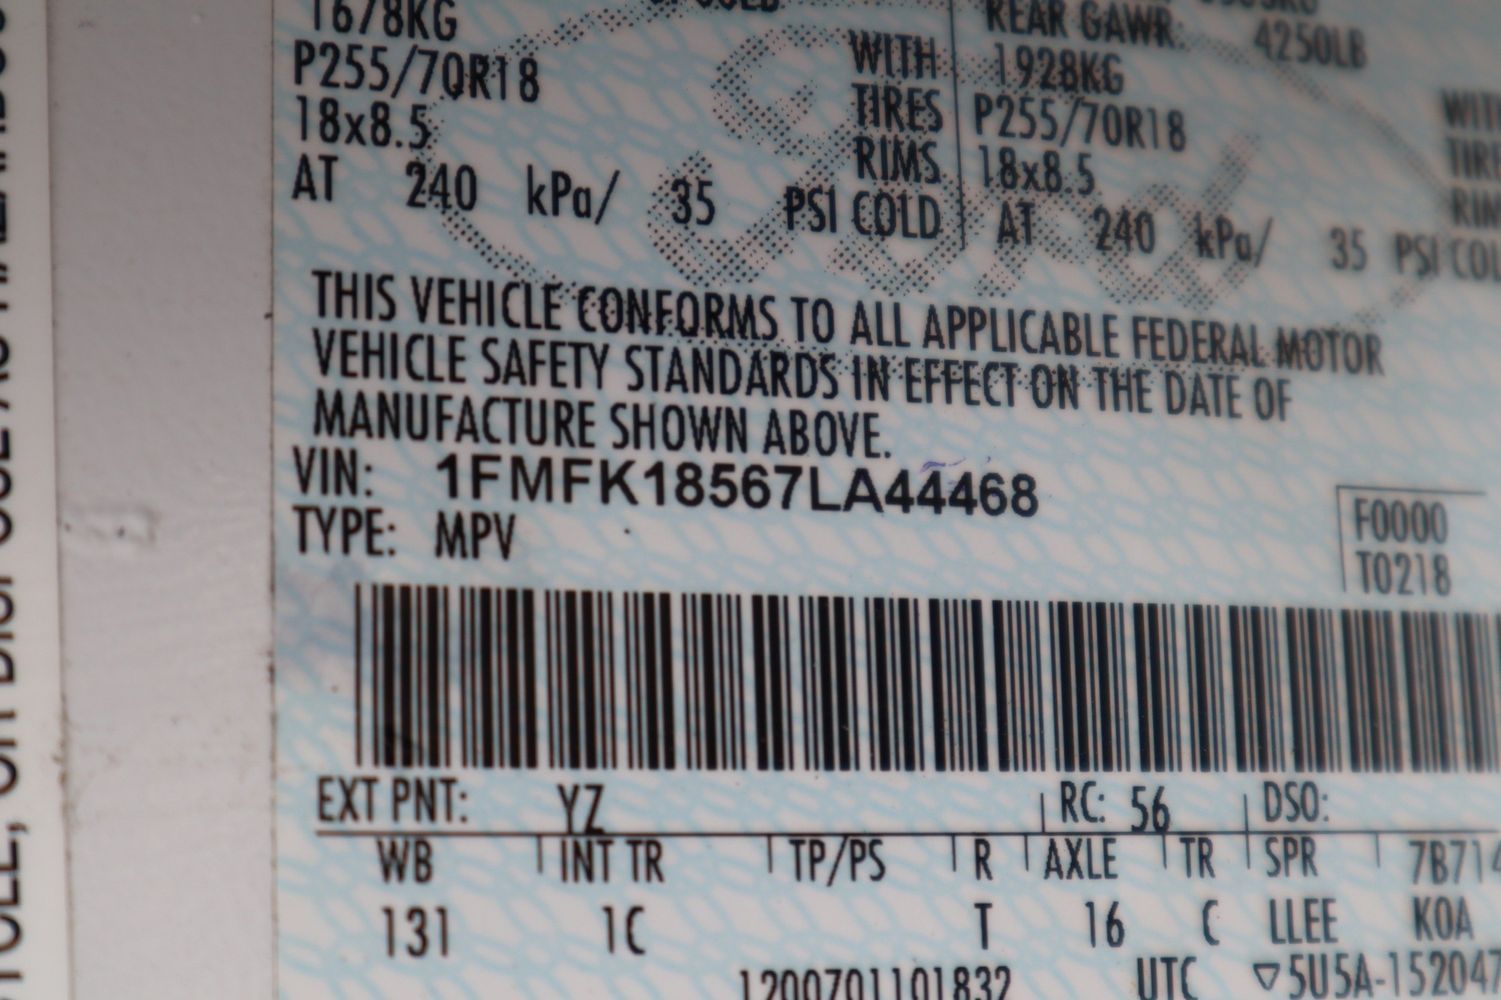 1678KG
REAR GAWR: 4250LB
P255/70R18 WITH 1928KG
18x8.5 TIRES P255/70R18
RIMS 18x8.5
AT 240 kPa/ 35 PSI COLD AT 240 kPa/ 35 PSI COL
THIS VEHICLE CONFORMS TO ALL APPLICABLE FEDERAL MOTOR
VEHICLE SAFETY STANDARDS IN EFFECT ON THE DATE OF
MANUFACTURE SHOWN ABOVE.
VIN: 1FMFK18567LA44468
TYPE: MPV
F0000
T0218
EXT PNT: YZ RC: 56 DSO:
WB INT TR TP/PS R AXLE TR SPR 7B714
131 1C T 16 C LLEE KOA
1200701101832 UTC ▽5U5A-152047
Ford